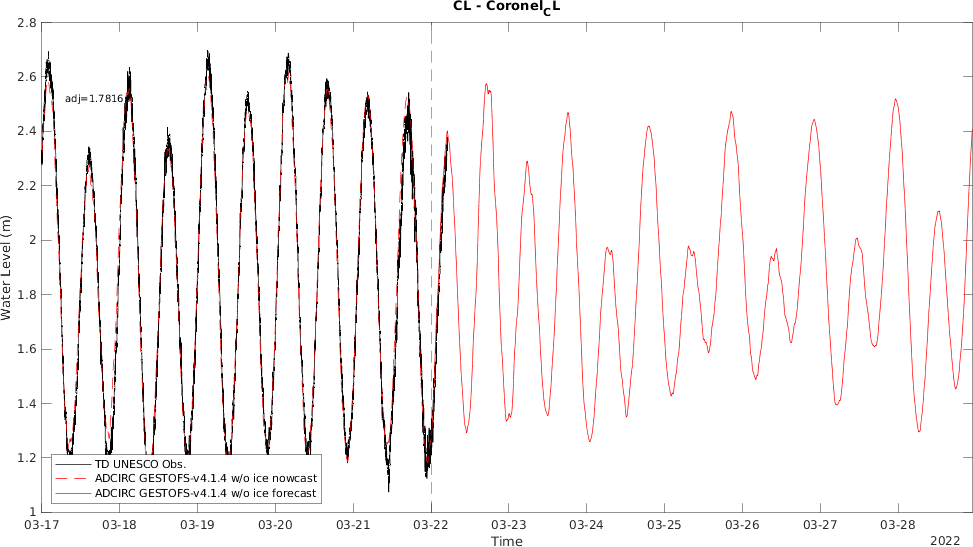 CL - Coronel_CL
2.8
2.6
2.4
2.2
2
1.8
1.6
1.4
1.2
1
Water Level (m)
adj=1.7816
TD UNESCO Obs.
ADCIRC GESTOFS-v4.1.4 w/o ice nowcast
ADCIRC GESTOFS-v4.1.4 w/o ice forecast
03-17 03-18 03-19 03-20 03-21 03-22 03-23 03-24 03-25 03-26 03-27 03-28
Time
2022